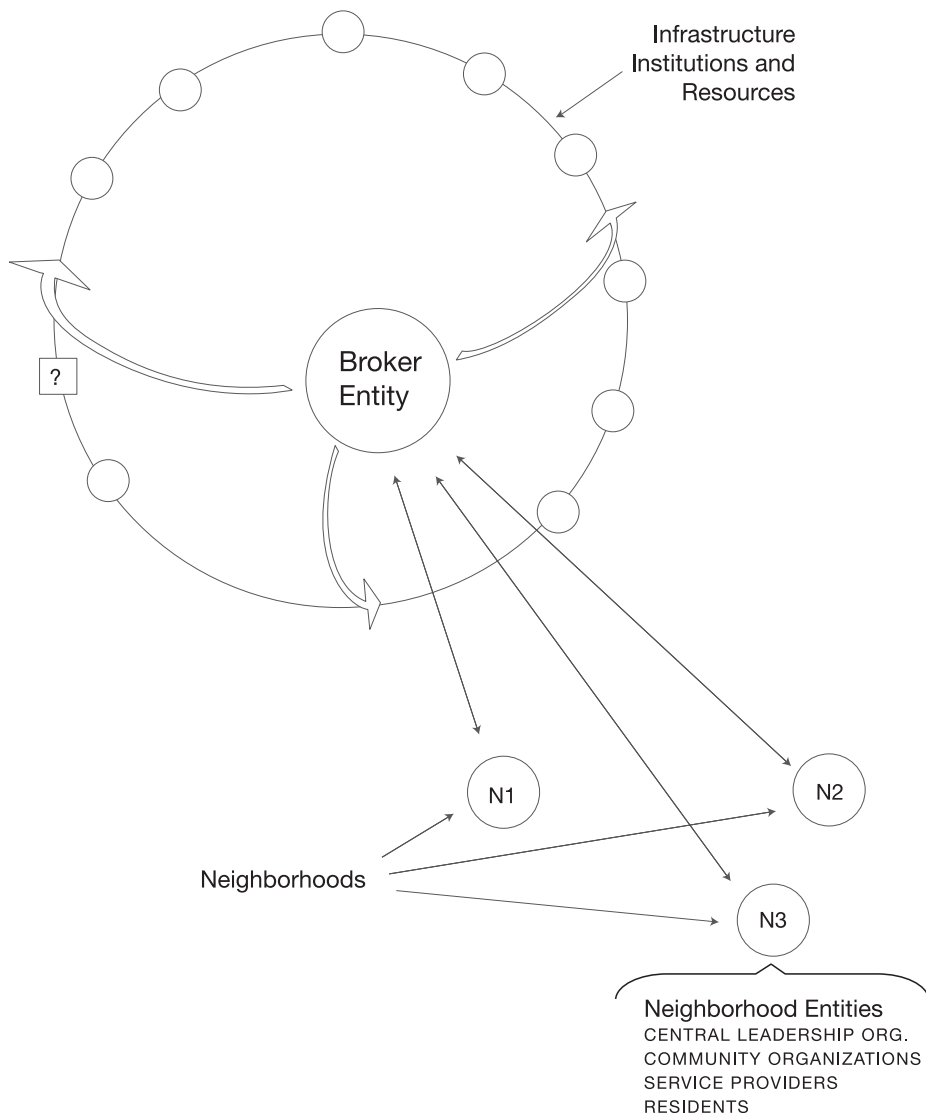 Infrastructure
Institutions and
Resources
Broker
Entity
?
N1
N2
Neighborhoods
N3
Neighborhood Entities
CENTRAL LEADERSHIP ORG.
COMMUNITY ORGANIZATIONS
SERVICE PROVIDERS
RESIDENTS